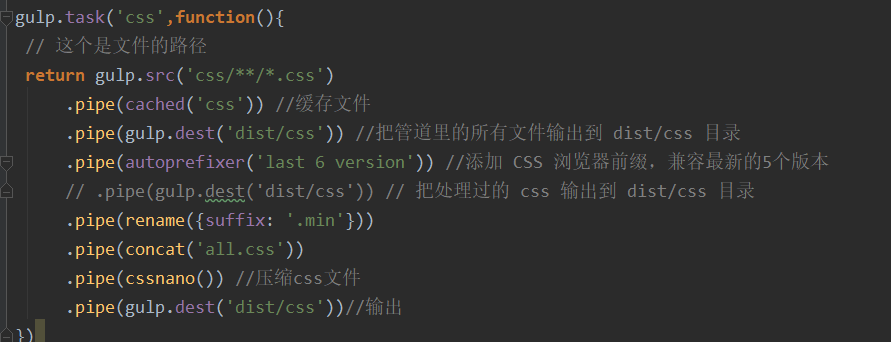 gulp.task('css',function(){
// 这个是文件的路径
return gulp.src('css/**/*.css')
.pipe(cached('css')) //缓存文件
.pipe(gulp.dest('dist/css')) //把管道里的所有文件输出到 dist/css 目录
.pipe(autoprefixer('last 6 version')) //添加 CSS 浏览器前缀，兼容最新的5个版本
// .pipe(gulp.dest('dist/css')) // 把处理过的 css 输出到 dist/css 目录
.pipe(rename({suffix: '.min'}))
.pipe(concat('all.css'))
.pipe(cssnano()) //压缩css文件
.pipe(gulp.dest('dist/css'))//输出
})